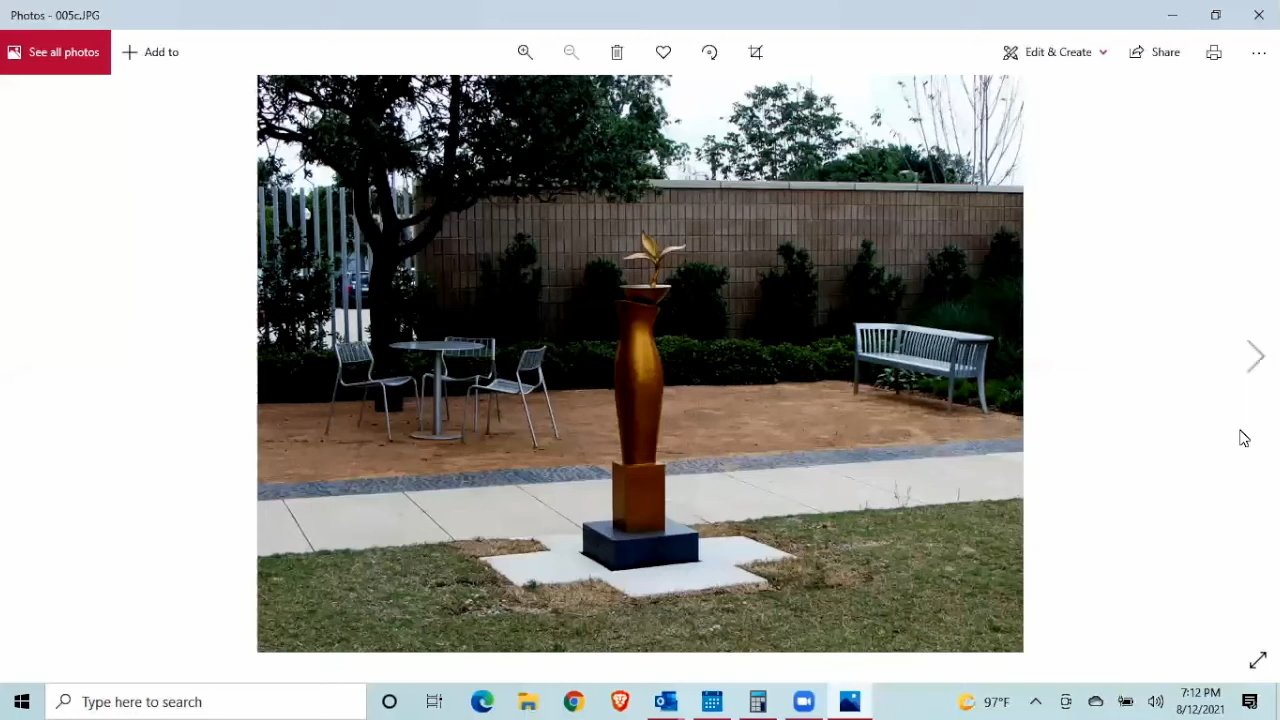 Photos - 005c.JPG
See all photos
Add to
Edit & Create
Share
Type here to search
97°F
7:12 PM
8/12/2021